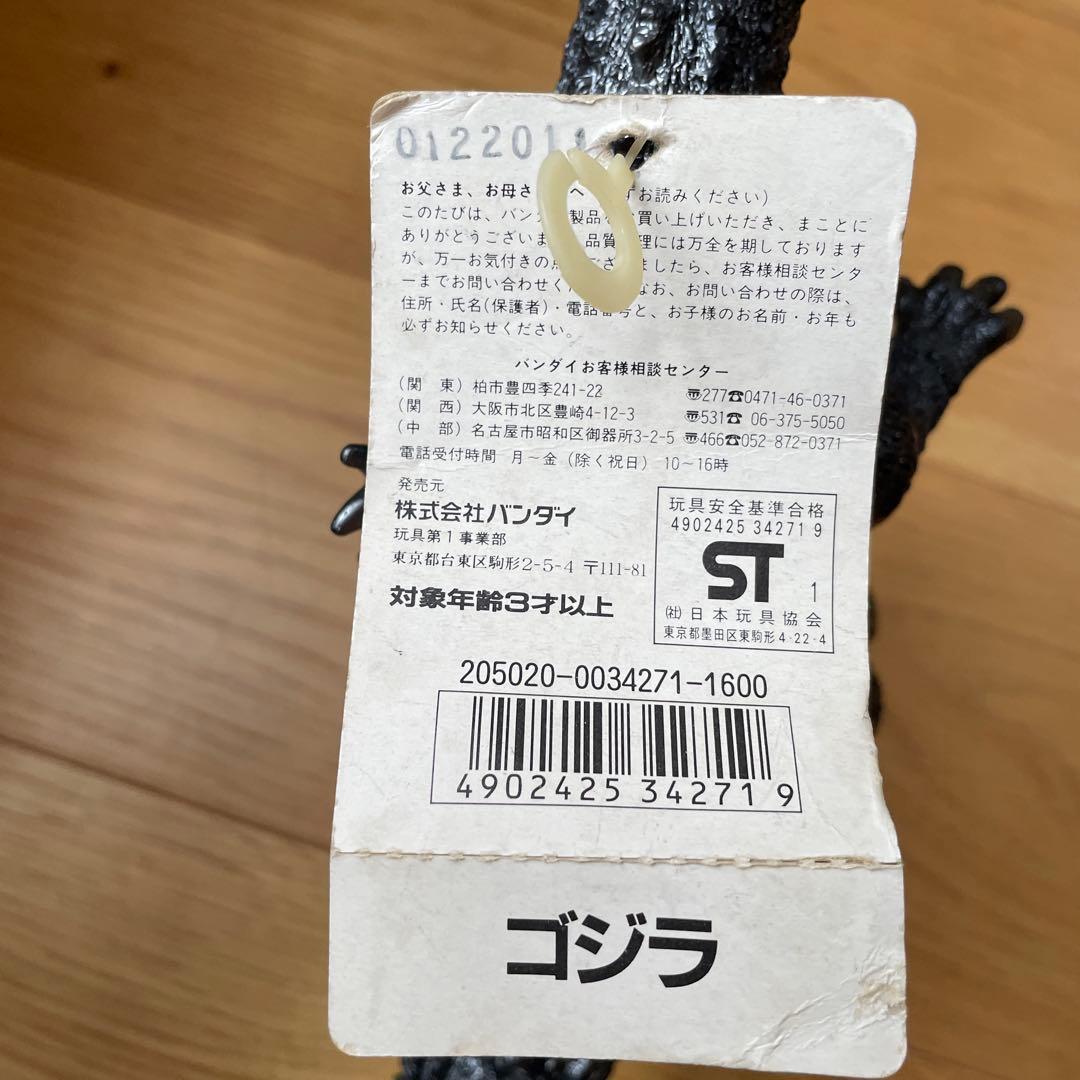 0122011
お父さま、お母さ へ ずお読みください)
このたびは、バン 製品 買い上げいただき、まことに
ありがとうございま 品質 理には万全を期しております
が、万一お気付きの ございましたら、お客様相談センタ
ーまでお問い合わせく なお、お問い合わせの際は、
住所・氏名(保護者)・電話番号と、お子様のお名前・お年も
必ずお知らせください。
バンダイお客様相談センター
(関 東) 柏市豊四季241-22 〠277☎0471-46-0371
(関 西) 大阪市北区豊崎4-12-3 〠531☎ 06-375-5050
(中 部) 名古屋市昭和区御器所3-2-5 〠466☎052-872-0371
電話受付時間 月～金 (除く祝日) 10～16時
発売元
株式会社バンダイ
玩具第1事業部
東京都台東区駒形2-5-4 〒111-81
対象年齢3才以上
玩具安全基準合格
4902425 34271 9
ST 1
(社) 日本玩具協会
東京都墨田区東駒形4-22-4
205020-0034271-1600
4902425 342719
ゴジラ